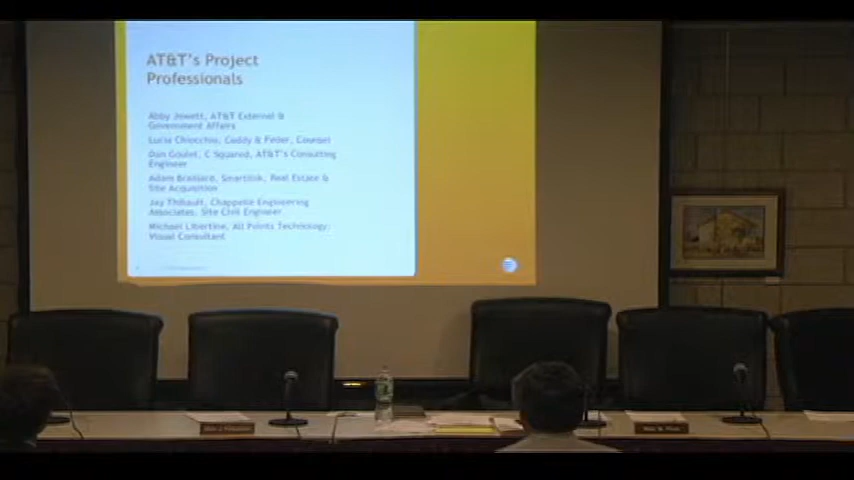 AT&T's Project
Professionals
Abby Jewett, AT&T External &
Government Affairs
Lucia Chiocchio, Cuddy & Feder, Counsel
Dan Goulet, C Squared, AT&T's Consulting
Engineer
Adam Braillard, Smartlink, Real Estate &
Site Acquisition
Jay Thibault, Chappelle Engineering
Associates, Site Civil Engineer
Michael Libertine, All Points Technology,
Visual Consultant